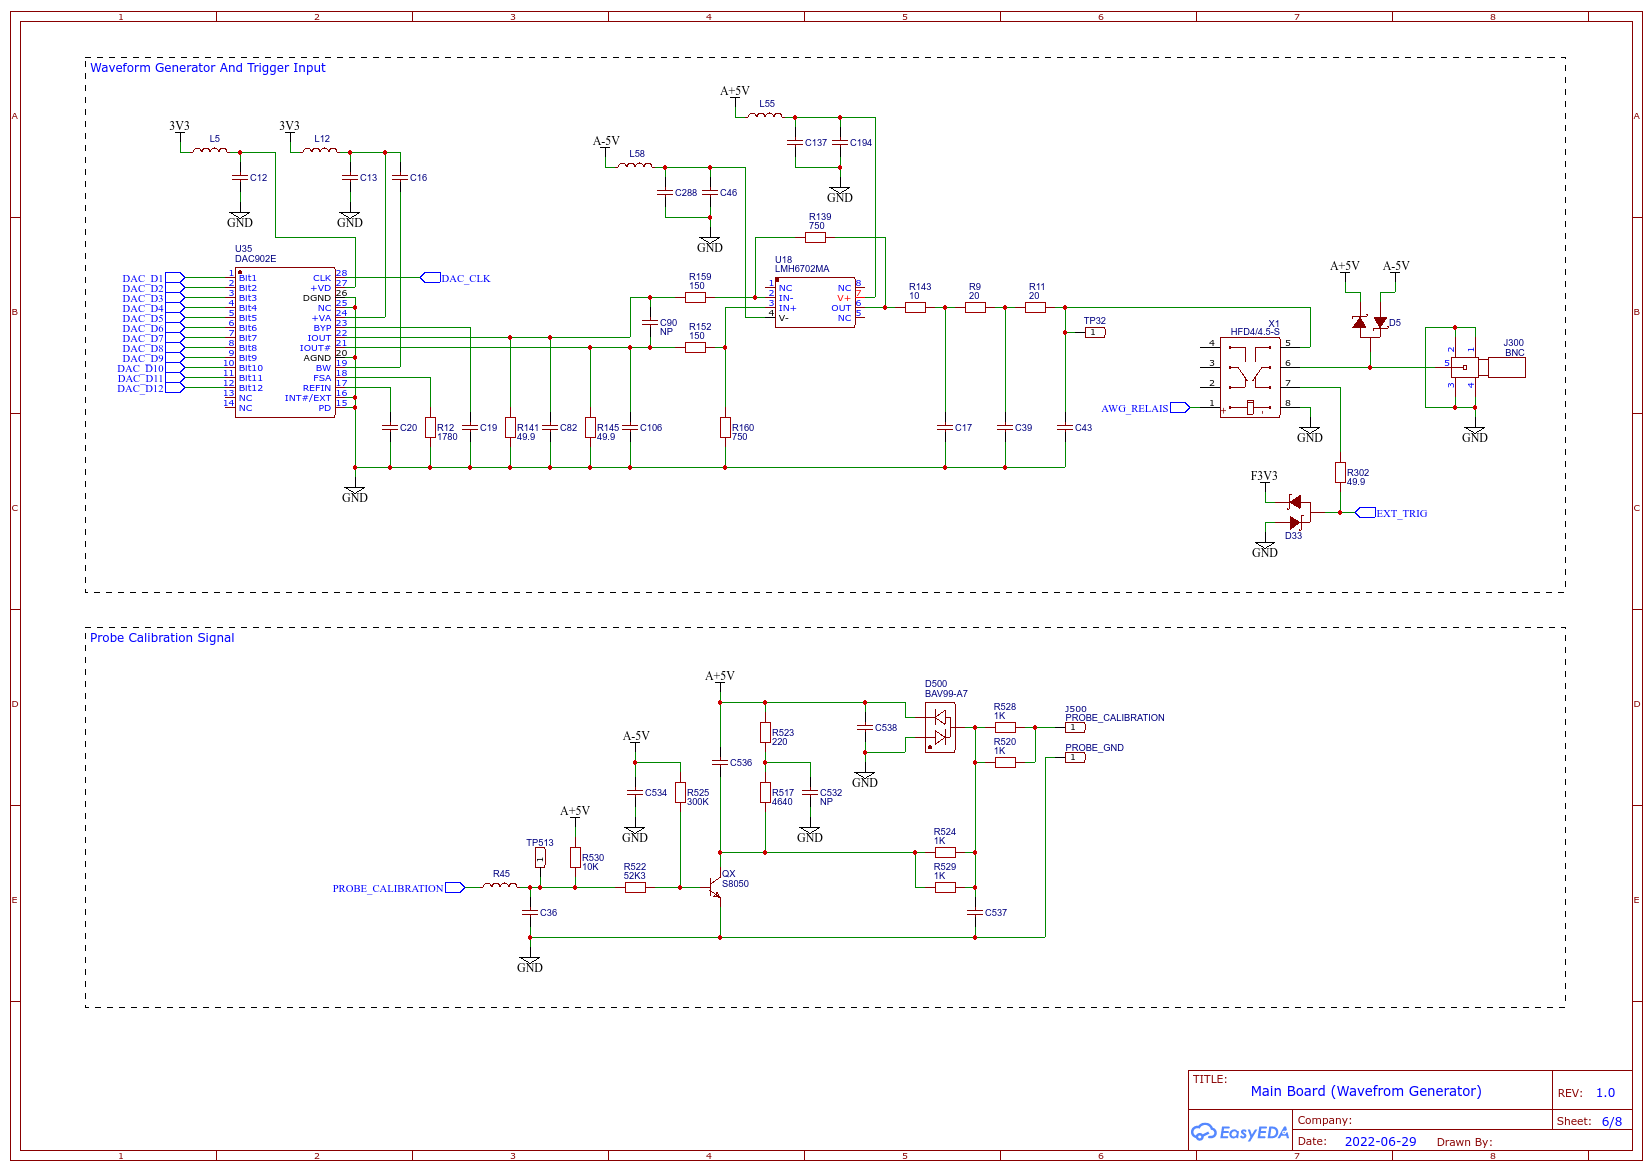 1 2 3 4 5 6 7 8
A A
B B
C C
D D
E E
Waveform Generator And Trigger Input
3V3
L5
C12
GND
3V3
L12
C13
C16
GND
A-5V
L58
C288
C46
GND
A+5V
L55
C137
C194
GND
U35
DAC902E
DAC_D1
DAC_D2
DAC_D3
DAC_D4
DAC_D5
DAC_D6
DAC_D7
DAC_D8
DAC_D9
DAC_D10
DAC_D11
DAC_D12
1 Bit1
2 Bit2
3 Bit3
4 Bit4
5 Bit5
6 Bit6
7 Bit7
8 Bit8
9 Bit9
10 Bit10
11 Bit11
12 Bit12
13 NC
14 NC
CLK 28
+VD 27
DGND 26
NC 25
+VA 24
BYP 23
IOUT 22
IOUT# 21
AGND 20
BW 19
FSA 18
REFIN 17
INT#/EXT 16
PD 15
DAC_CLK
C20
R12
1780
C19
R141
49.9
C82
R145
49.9
C106
GND
C90
NP
R159
150
R152
150
R160
750
R139
750
U18
LMH6702MA
1 NC
2 IN-
3 IN+
4 V-
NC 8
V+ 7
OUT 6
NC 5
R143
10
R9
20
R11
20
TP32
1
C17
C39
C43
X1
HFD4/4.5-S
4 5
3 6
2 7
1 8
+ -
AWG_RELAIS
GND
A+5V
A-5V
D5
J300
BNC
2 1
5
3 4
GND
R302
49.9
F3V3
D33
GND
EXT_TRIG
Probe Calibration Signal
PROBE_CALIBRATION
R45
TP513
1
C36
GND
A+5V
R530
10K
R522
52K3
A-5V
C534
GND
R525
300K
QX
S8050
A+5V
C536
R523
220
R517
4640
C532
NP
GND
C538
GND
D500
BAV99-A7
R528
1K
R520
1K
R524
1K
R529
1K
C537
J500
PROBE_CALIBRATION
1
PROBE_GND
1
TITLE:
Main Board (Wavefrom Generator)
REV: 1.0
EasyEDA
Company:
Sheet: 6/8
Date: 2022-06-29
Drawn By:
1 2 3 4 5 6 7 8